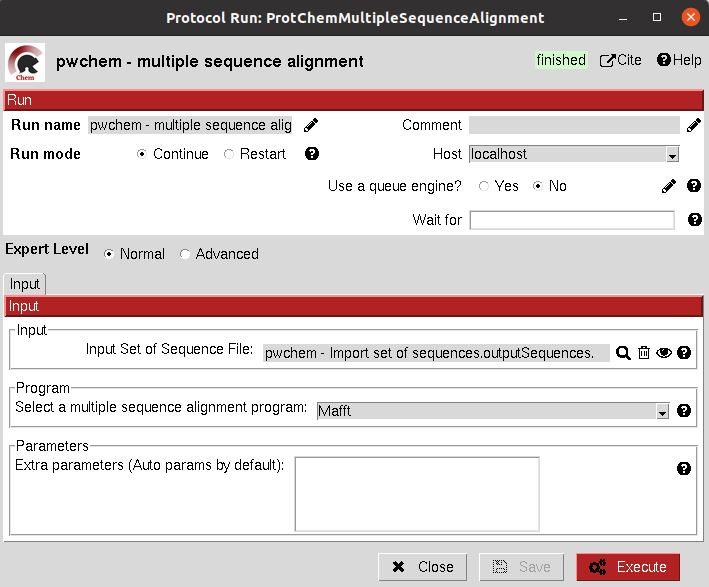 Protocol Run: ProtChemMultipleSequenceAlignment
Chem
pwchem - multiple sequence alignment
finished Cite Help
Run
Run name pwchem - multiple sequence alig Comment
Run mode Continue Restart Host localhost
Use a queue engine? Yes No
Wait for
Expert Level Normal Advanced
Input
Input
Input
Input Set of Sequence File: pwchem - Import set of sequences.outputSequences.
Program
Select a multiple sequence alignment program: Mafft
Parameters
Extra parameters (Auto params by default):
Close Save Execute